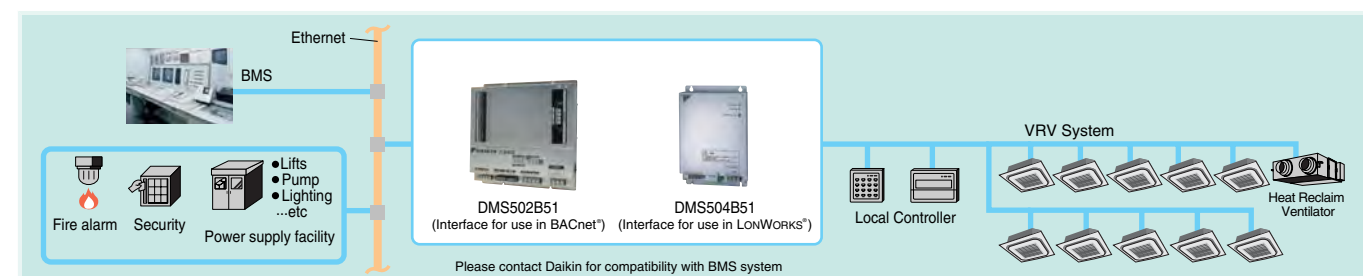 Ethernet
BMS
Fire alarm
Security
●Lifts
●Pump
●Lighting
...etc
Power supply facility
DMS502B51
(Interface for use in BACnet®)
DMS504B51
(Interface for use in LONWORKS®)
Please contact Daikin for compatibility with BMS system
Local Controller
VRV System
Heat Reclaim
Ventilator